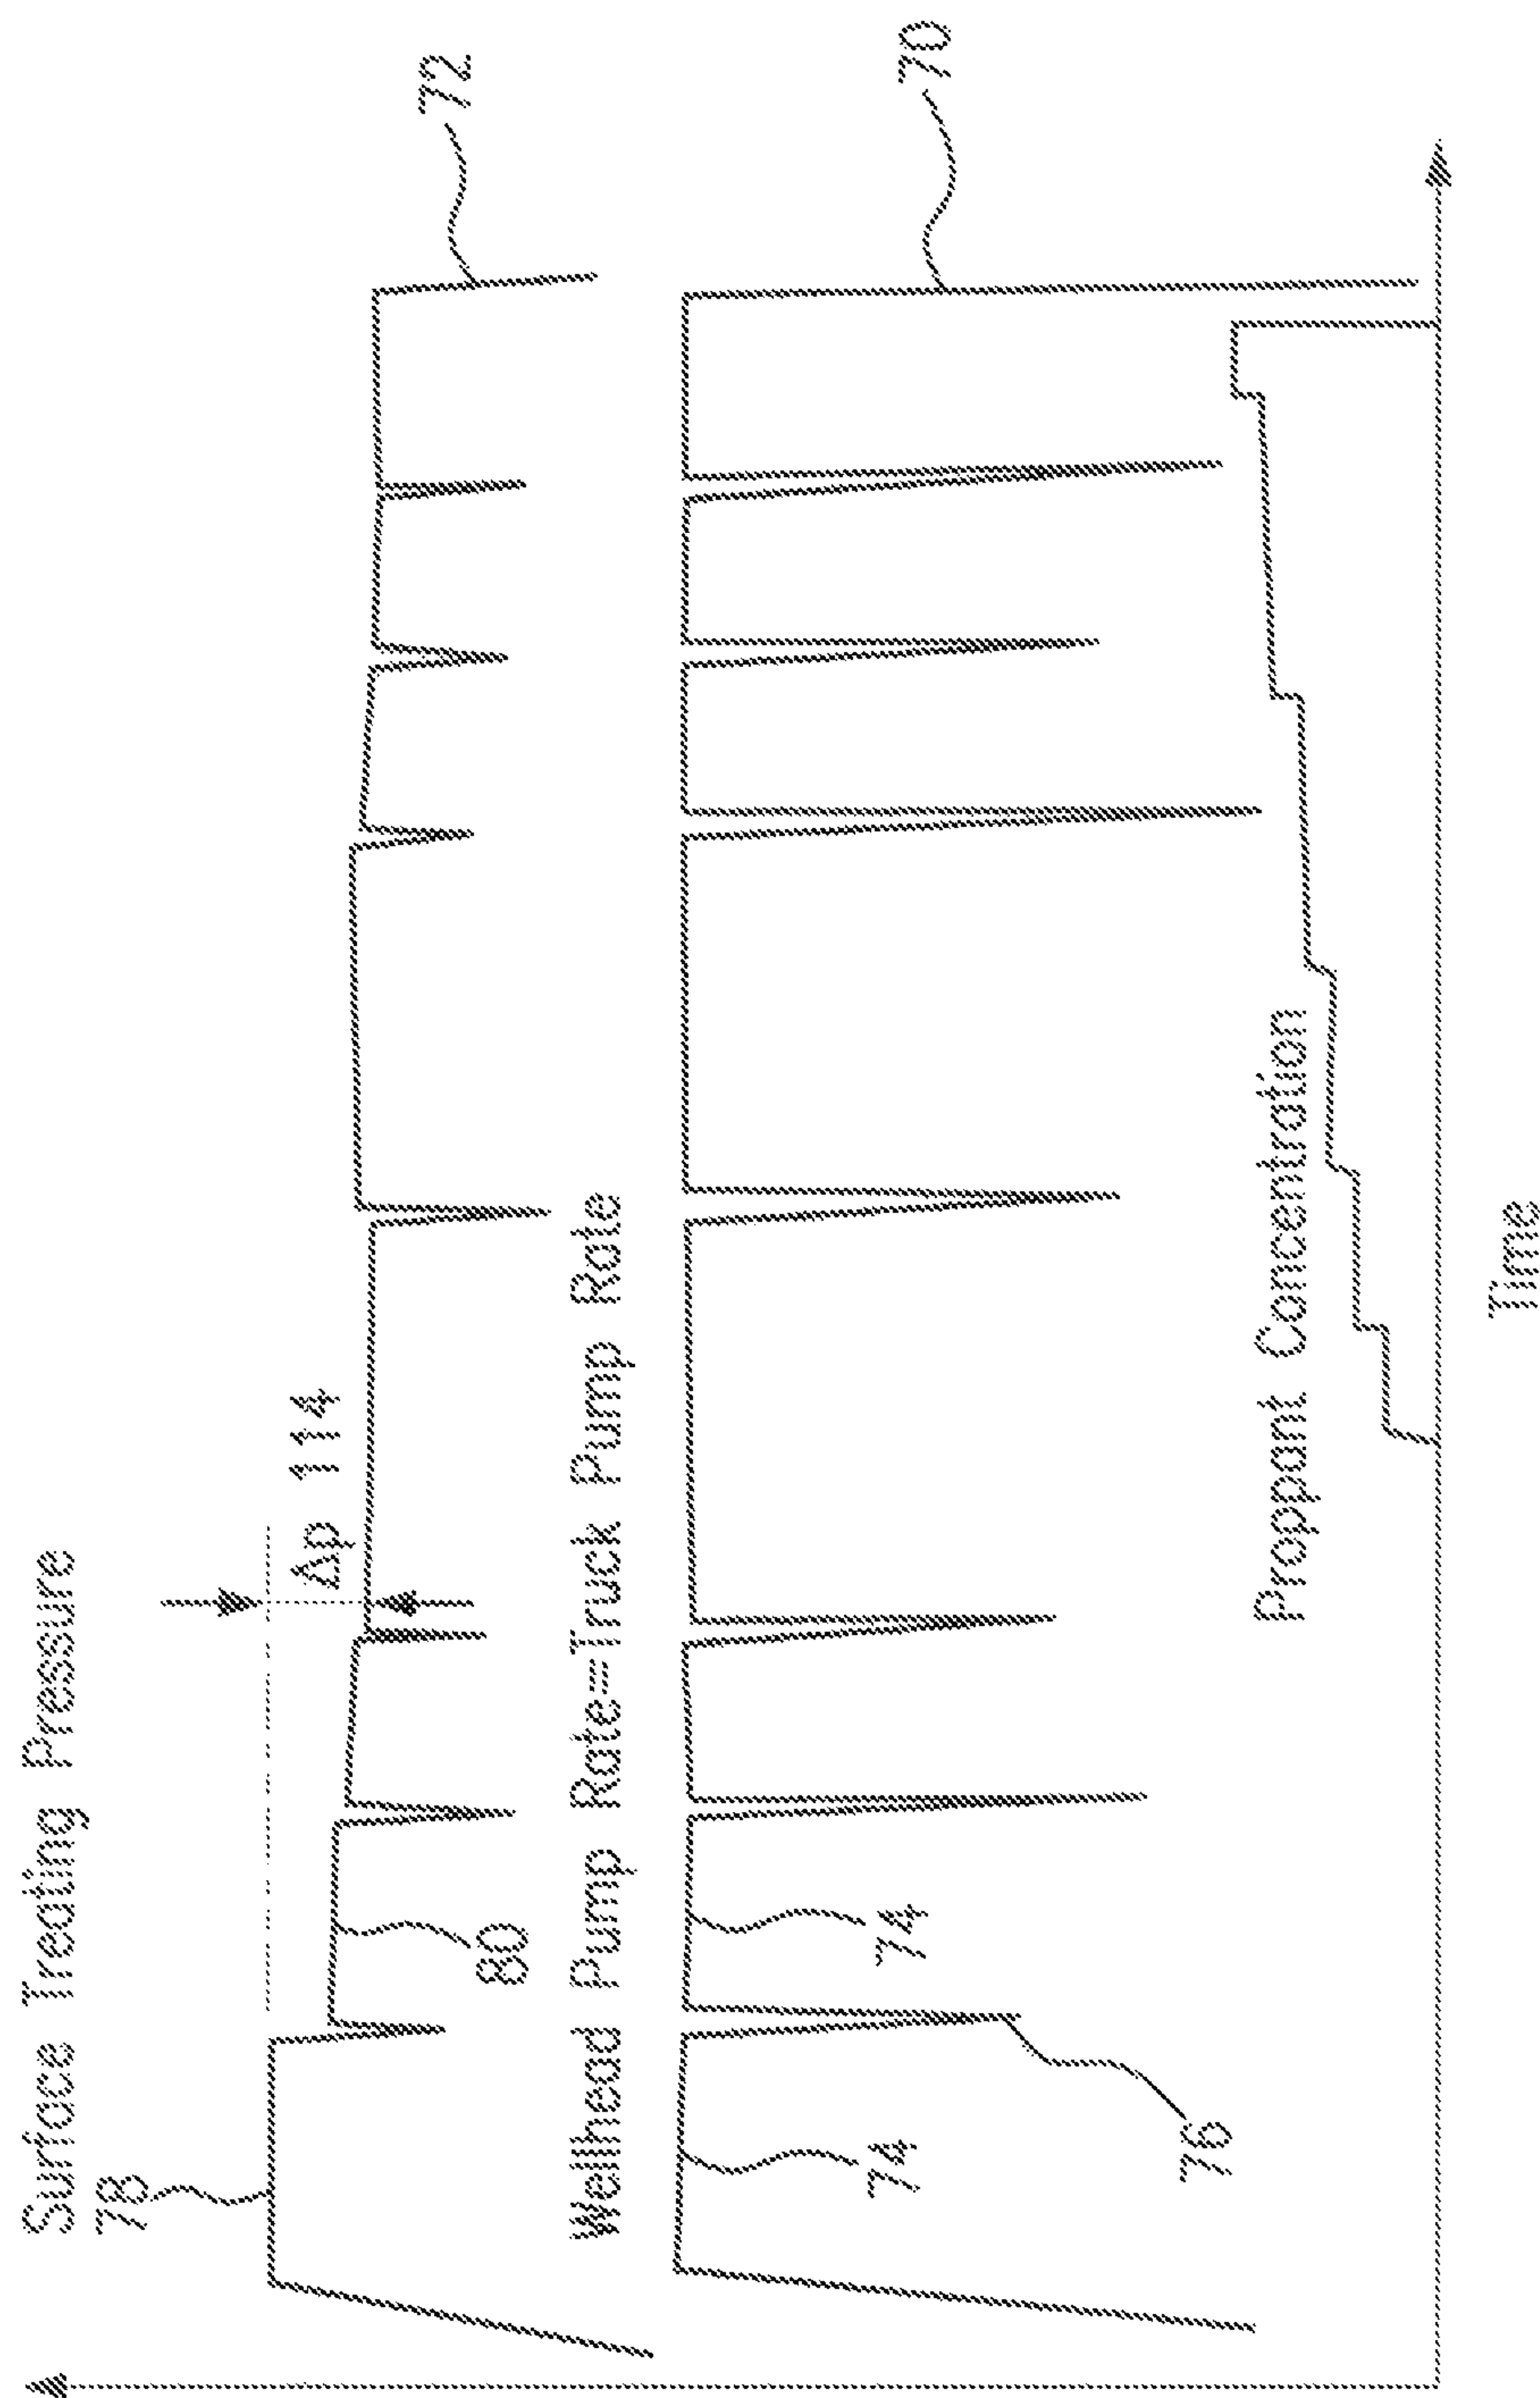 Surface Treating Pressure
78
72
Δp 114
80
Wellhead Pump Rate=Truck Pump Rate
70
74
74
76
Proppant Concentration
Time